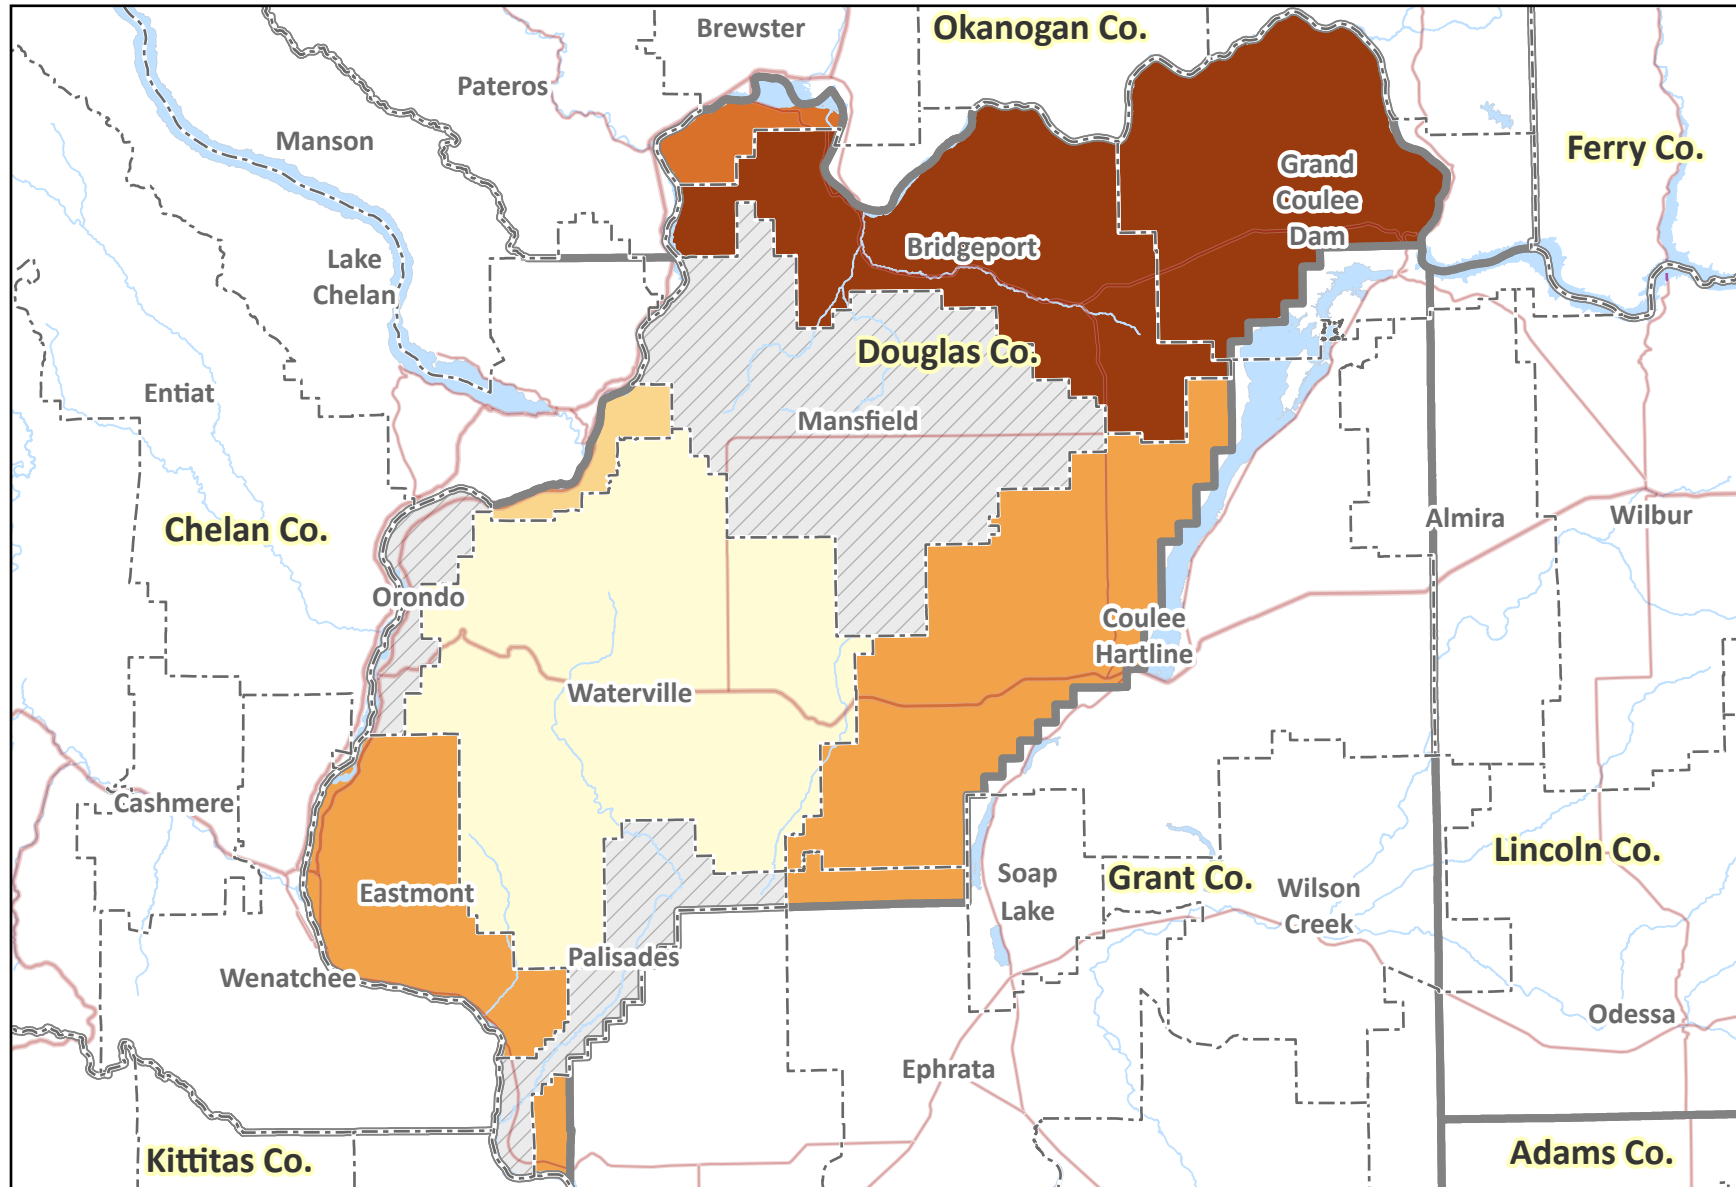 Brewster
Okanogan Co.
Pateros
Manson
Ferry Co.
Grand
Coulee
Dam
Bridgeport
Lake
Chelan
Douglas Co.
Entiat
Mansfield
Chelan Co.
Almira
Wilbur
Orondo
Coulee
Hartline
Waterville
Cashmere
Eastmont
Soap
Lake
Grant Co.
Wilson
Creek
Lincoln Co.
Palisades
Wenatchee
Odessa
Ephrata
Kittitas Co.
Adams Co.